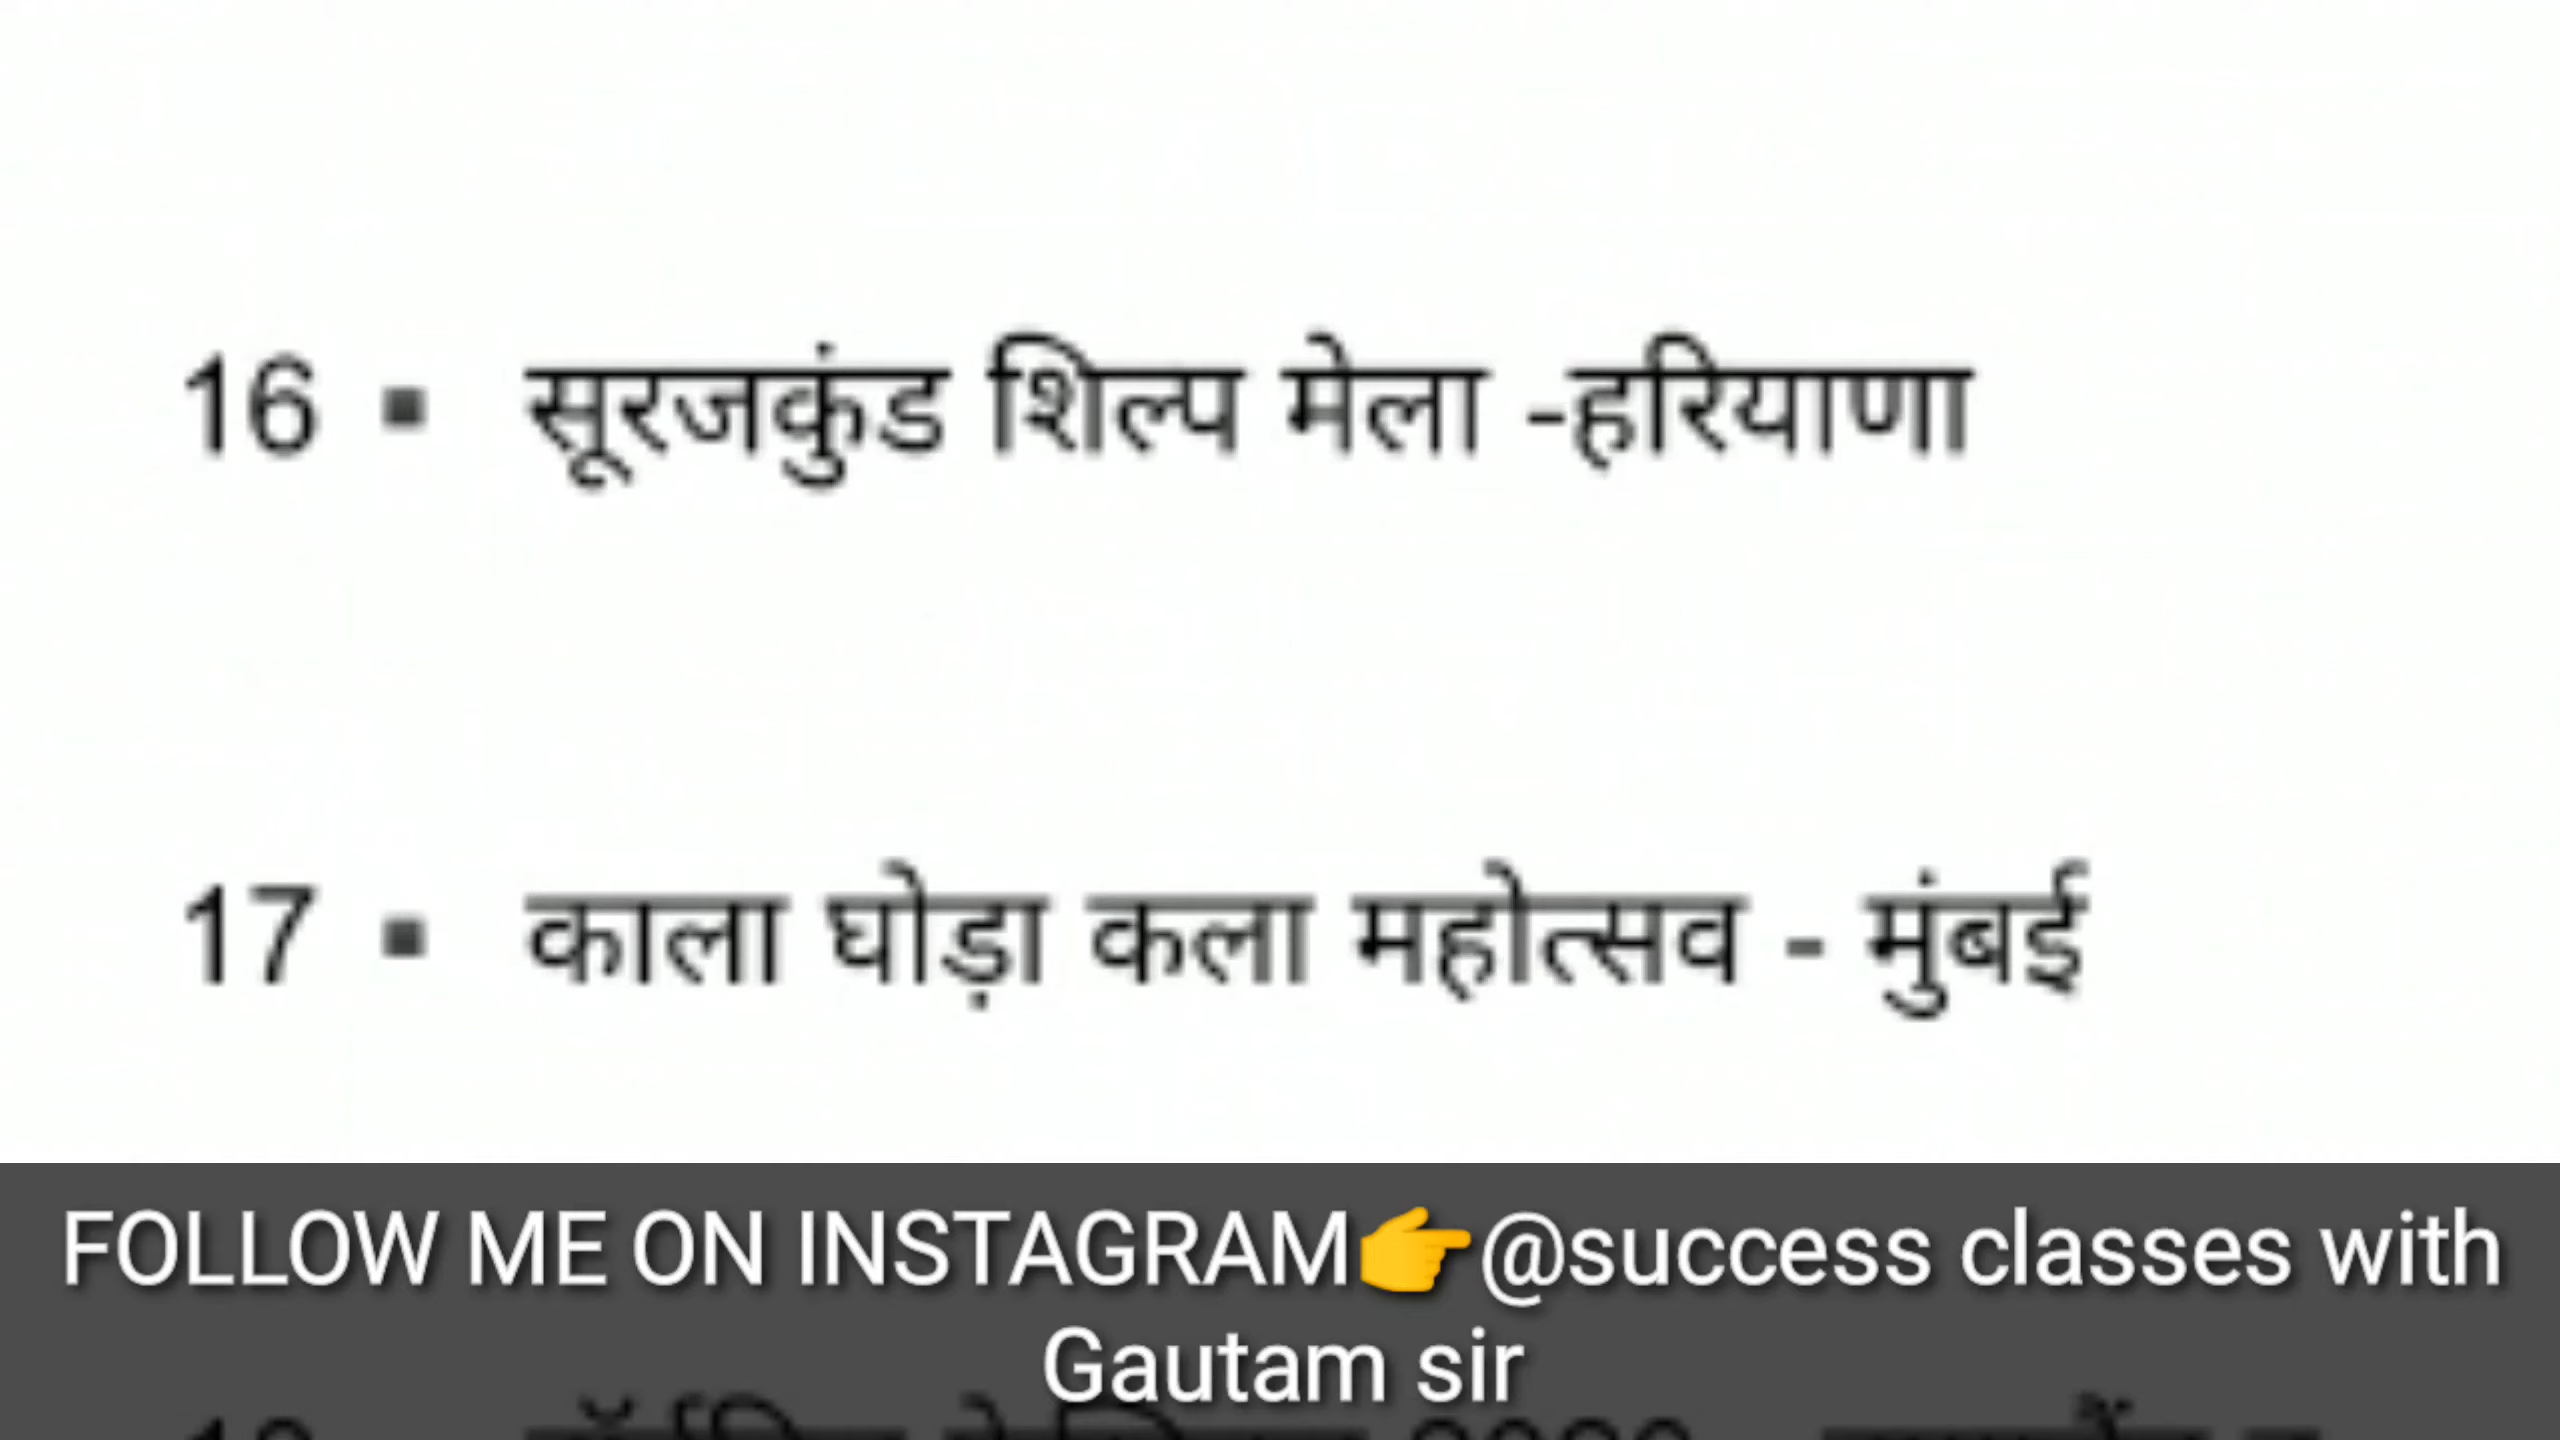 16 ▪ सूरजकुंड शिल्प मेला -हरियाणा
17 ▪ काला घोड़ा कला महोत्सव - मुंबई
FOLLOW ME ON INSTAGRAM👉@success classes with
Gautam sir